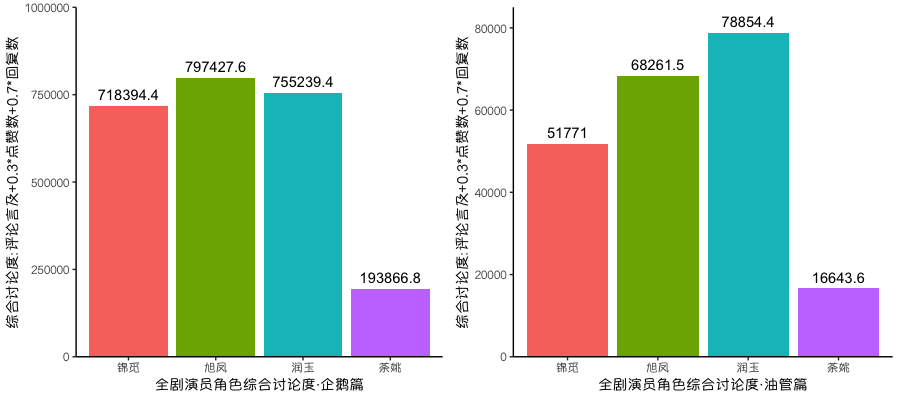 综合讨论度:评论言及+0.3*点赞数+0.7*回复数
1000000
750000
500000
250000
0
718394.4
797427.6
755239.4
193866.8
锦觅
旭凤
润玉
荼姚
全剧演员角色综合讨论度·企鹅篇
综合讨论度:评论言及+0.3*点赞数+0.7*回复数
80000
60000
40000
20000
0
51771
68261.5
78854.4
16643.6
锦觅
旭凤
润玉
荼姚
全剧演员角色综合讨论度·油管篇